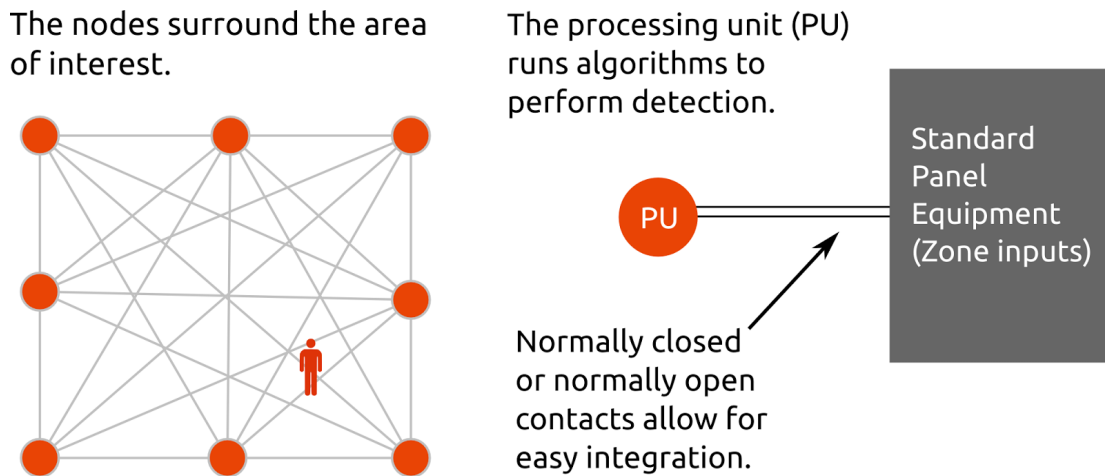 The nodes surround the area
of interest.
The processing unit (PU)
runs algorithms to
perform detection.
PU
Standard
Panel
Equipment
(Zone inputs)
Normally closed
or normally open
contacts allow for
easy integration.